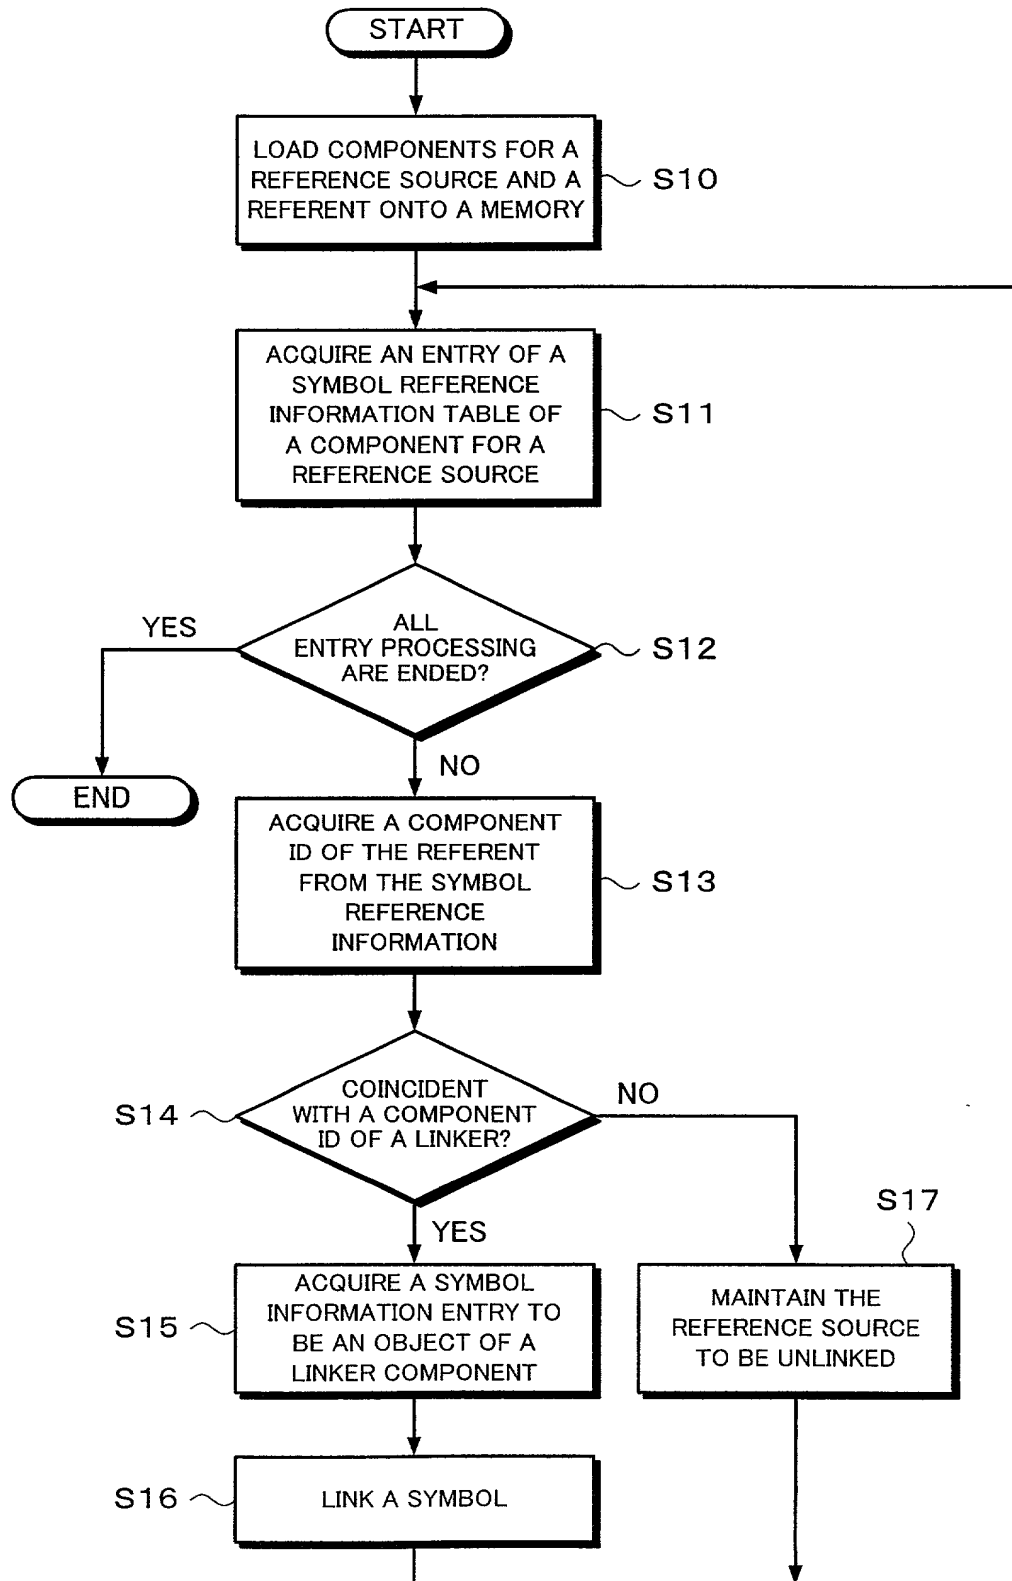 START
LOAD COMPONENTS FOR A
REFERENCE SOURCE AND A
REFERENT ONTO A MEMORY
S10
ACQUIRE AN ENTRY OF A
SYMBOL REFERENCE
INFORMATION TABLE OF
A COMPONENT FOR A
REFERENCE SOURCE
S11
YES
ALL
ENTRY PROCESSING
ARE ENDED?
S12
NO
END
ACQUIRE A COMPONENT
ID OF THE REFERENT
FROM THE SYMBOL
REFERENCE
INFORMATION
S13
S14
COINCIDENT
WITH A COMPONENT
ID OF A LINKER?
NO
YES
S17
S15
ACQUIRE A SYMBOL
INFORMATION ENTRY TO
BE AN OBJECT OF A
LINKER COMPONENT
MAINTAIN THE
REFERENCE SOURCE
TO BE UNLINKED
S16
LINK A SYMBOL